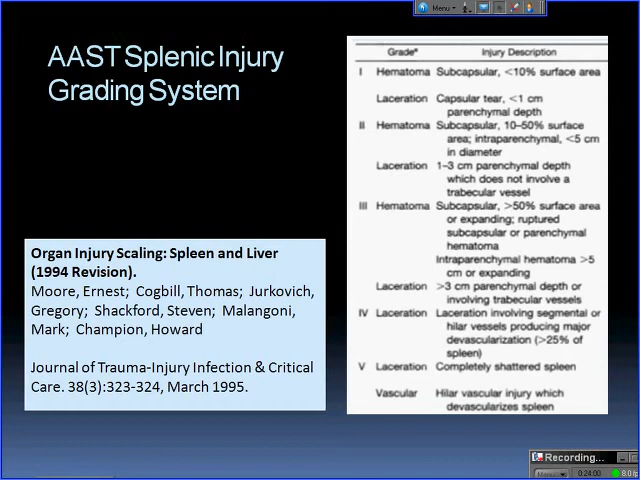 Menu
AAST Splenic Injury
Grading System
Organ Injury Scaling: Spleen and Liver
(1994 Revision).
Moore, Ernest; Cogbill, Thomas; Jurkovich,
Gregory; Shackford, Steven; Malangoni,
Mark; Champion, Howard
Journal of Trauma-Injury Infection & Critical
Care. 38(3):323-324, March 1995.
Grade* Injury Description
I Hematoma Subcapsular, <10% surface area
Laceration Capsular tear, <1 cm
parenchymal depth
II Hematoma Subcapsular, 10–50% surface
area; intraparenchymal, <5 cm
in diameter
Laceration 1–3 cm parenchymal depth
which does not involve a
trabecular vessel
III Hematoma Subcapsular, >50% surface area
or expanding; ruptured
subcapsular or parenchymal
hematoma
Intraparenchymal hematoma >5
cm or expanding
Laceration >3 cm parenchymal depth or
involving trabecular vessels
IV Laceration Laceration involving segmental or
hilar vessels producing major
devascularization (>25% of
spleen)
V Laceration Completely shattered spleen
Vascular Hilar vascular injury which
devascularizes spleen
Recording...
Menu 0:24:00 8.0